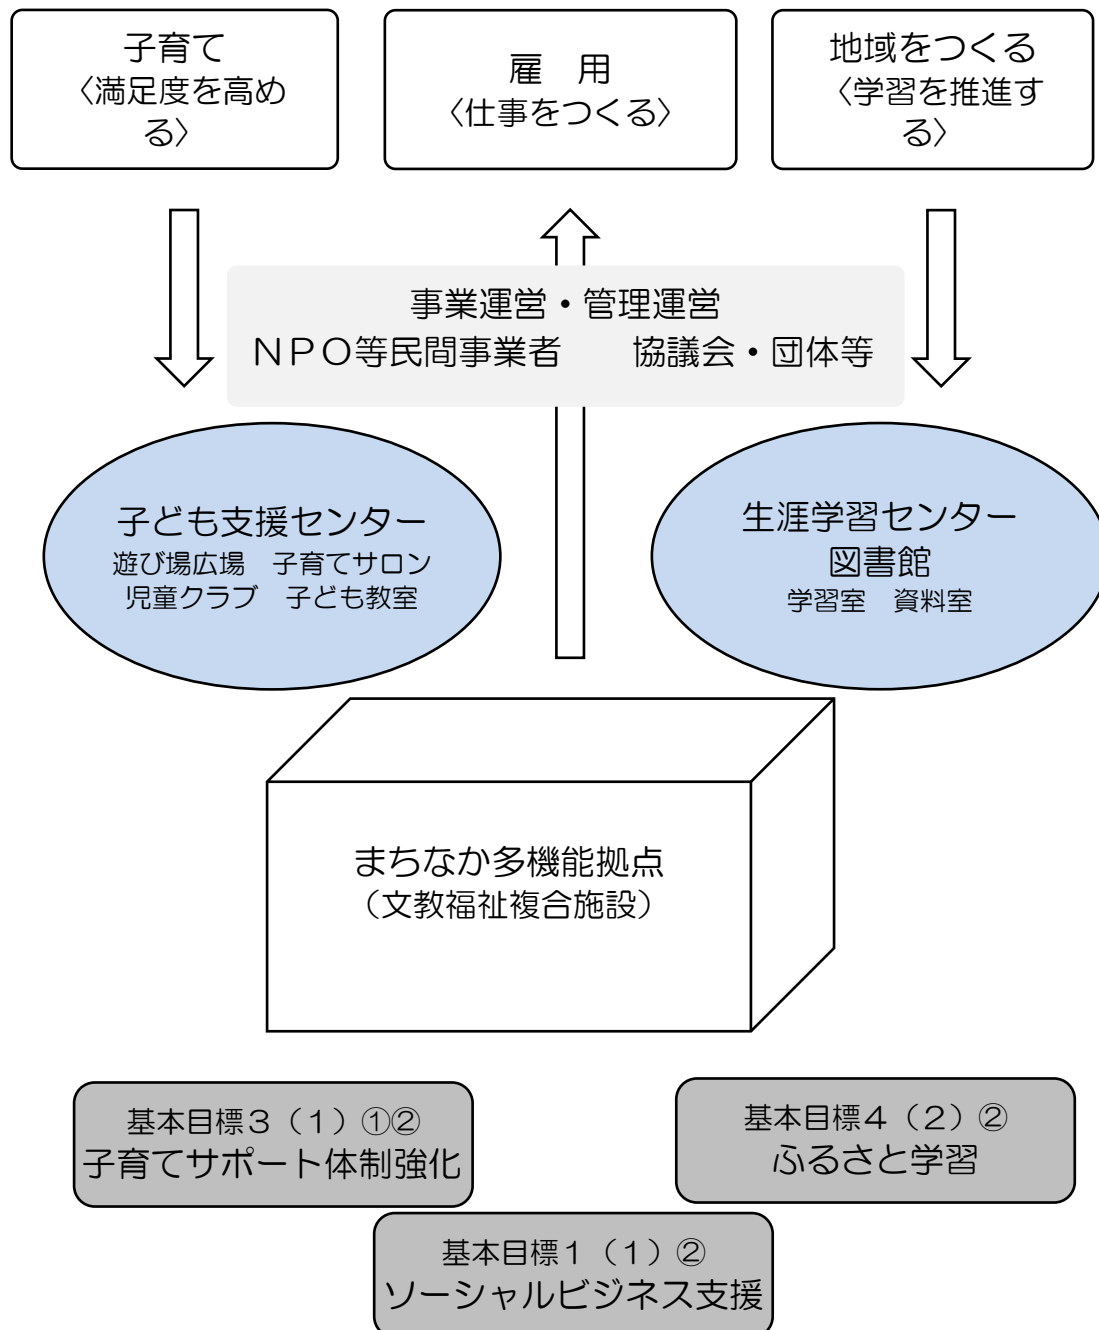 子育て
〈満足度を高め
る〉
雇　用
〈仕事をつくる〉
地域をつくる
〈学習を推進す
る〉
事業運営・管理運営
ＮＰＯ等民間事業者　　協議会・団体等
子ども支援センター
遊び場広場　子育てサロン
児童クラブ　子ども教室
生涯学習センター
図書館
学習室　資料室
まちなか多機能拠点
（文教福祉複合施設）
基本目標３（１）①②
子育てサポート体制強化
基本目標４（２）②
ふるさと学習
基本目標１（１）②
ソーシャルビジネス支援